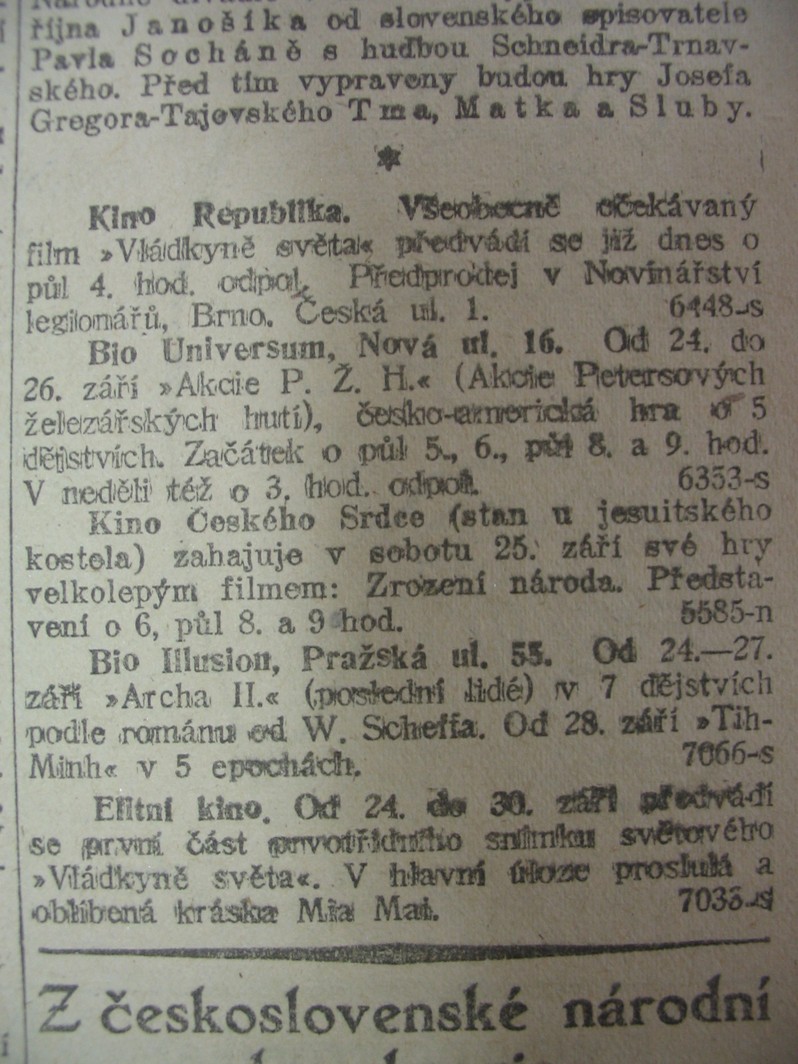 října Janošíka od slovenského spisovatele
Pavla Socháně s hudbou Schneidra-Trnav-
ského. Před tím vypraveny budou hry Josefa
Gregora-Tajovského Tma, Matka a Sluby.
*
Kino Republika. Všeobecně očekávaný
film »Vládkyně světa« předvádí se již dnes o
půl 4. hod. odpol. Předprodej v Novinářství
legionářů, Brno. Česká ul. 1. 6448-s
Bio Universum, Nová ul. 16. Od 24. do
26. září »Akcie P. Ž. H.« (Akcie Petersových
železářských hutí), česko-americká hra o 5
dějstvích. Začátek o půl 5., 6., půl 8. a 9. hod.
V neděli též o 3. hod. odpol. 6353-s
Kino Českého Srdce (stan u jesuitského
kostela) zahajuje v sobotu 25. září své hry
velkolepým filmem: Zrození národa. Předsta-
vení o 6, půl 8. a 9 hod. 5585-n
Bio Illusion, Pražská ul. 55. Od 24.—27.
září »Archa II.« (poslední lidé) v 7 dějstvích
podle románu od W. Scheffa. Od 28. září »Tih-
Minh« v 5 epochách. 7066-s
Elitní kino. Od 24. do 30. září předvádí
se první část prvotřídního snímku světového
»Vládkyně světa«. V hlavní úloze proslulá a
oblíbená kráska Mia Mai. 7033-s
Z československé národní